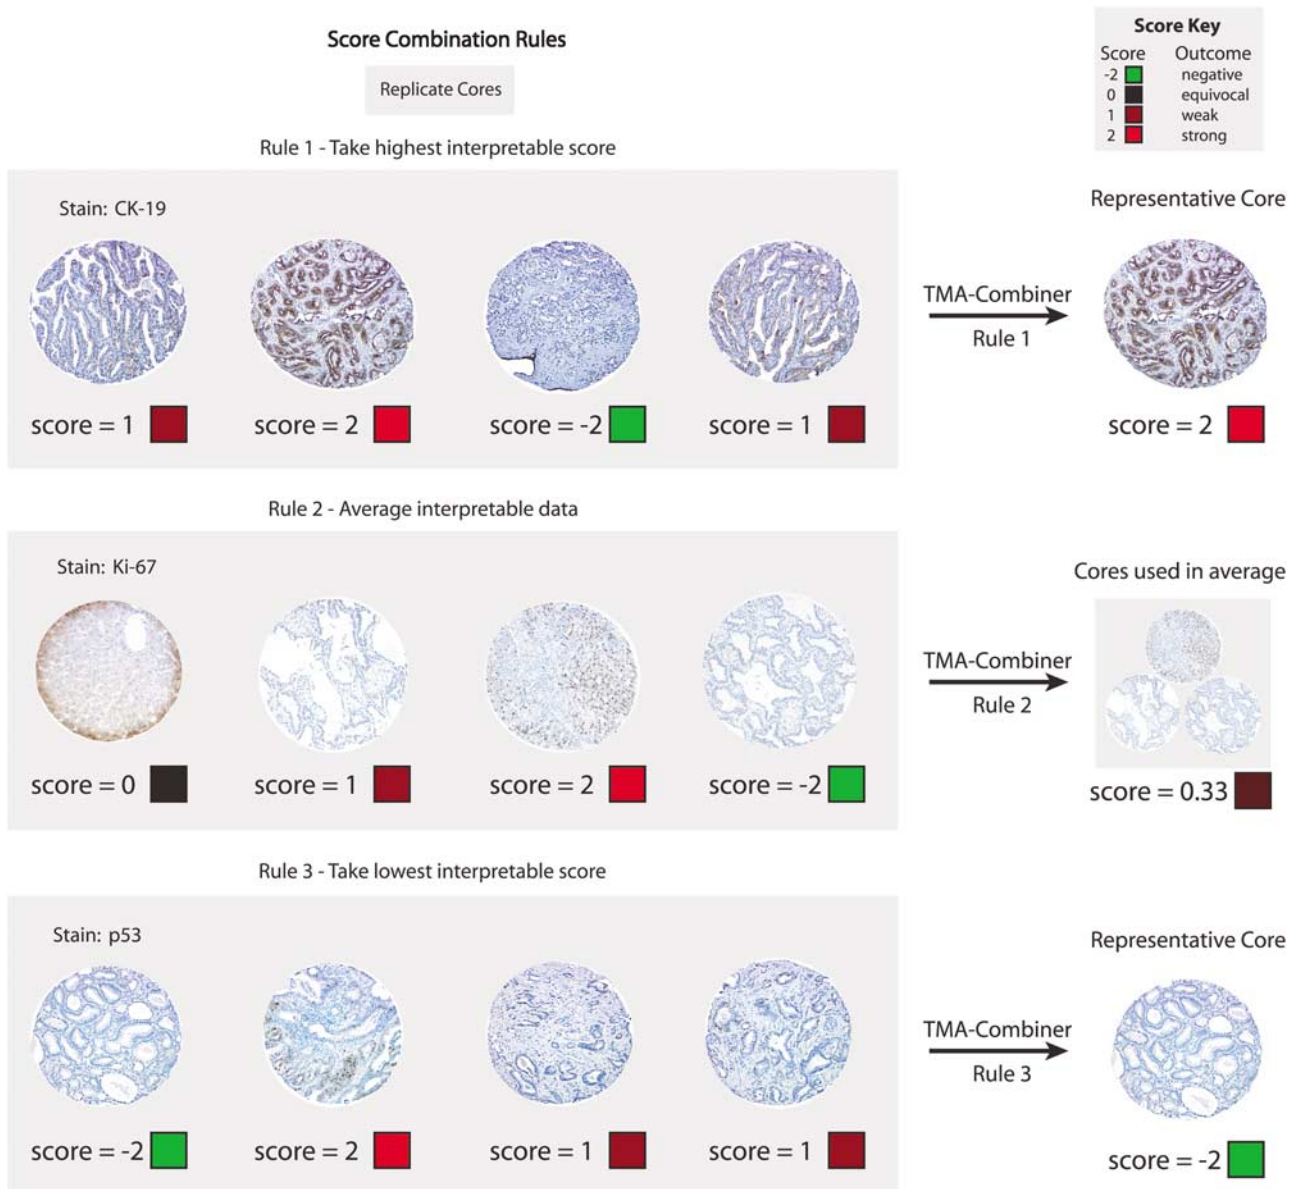 Score Combination Rules
Replicate Cores
Score Key
Score Outcome
-2 negative
0 equivocal
1 weak
2 strong
Rule 1 - Take highest interpretable score
Stain: CK-19
Representative Core
TMA-Combiner
Rule 1
score = 1
score = 2
score = -2
score = 1
score = 2
Rule 2 - Average interpretable data
Stain: Ki-67
Cores used in average
TMA-Combiner
Rule 2
score = 0
score = 1
score = 2
score = -2
score = 0.33
Rule 3 - Take lowest interpretable score
Stain: p53
Representative Core
TMA-Combiner
Rule 3
score = -2
score = 2
score = 1
score = 1
score = -2